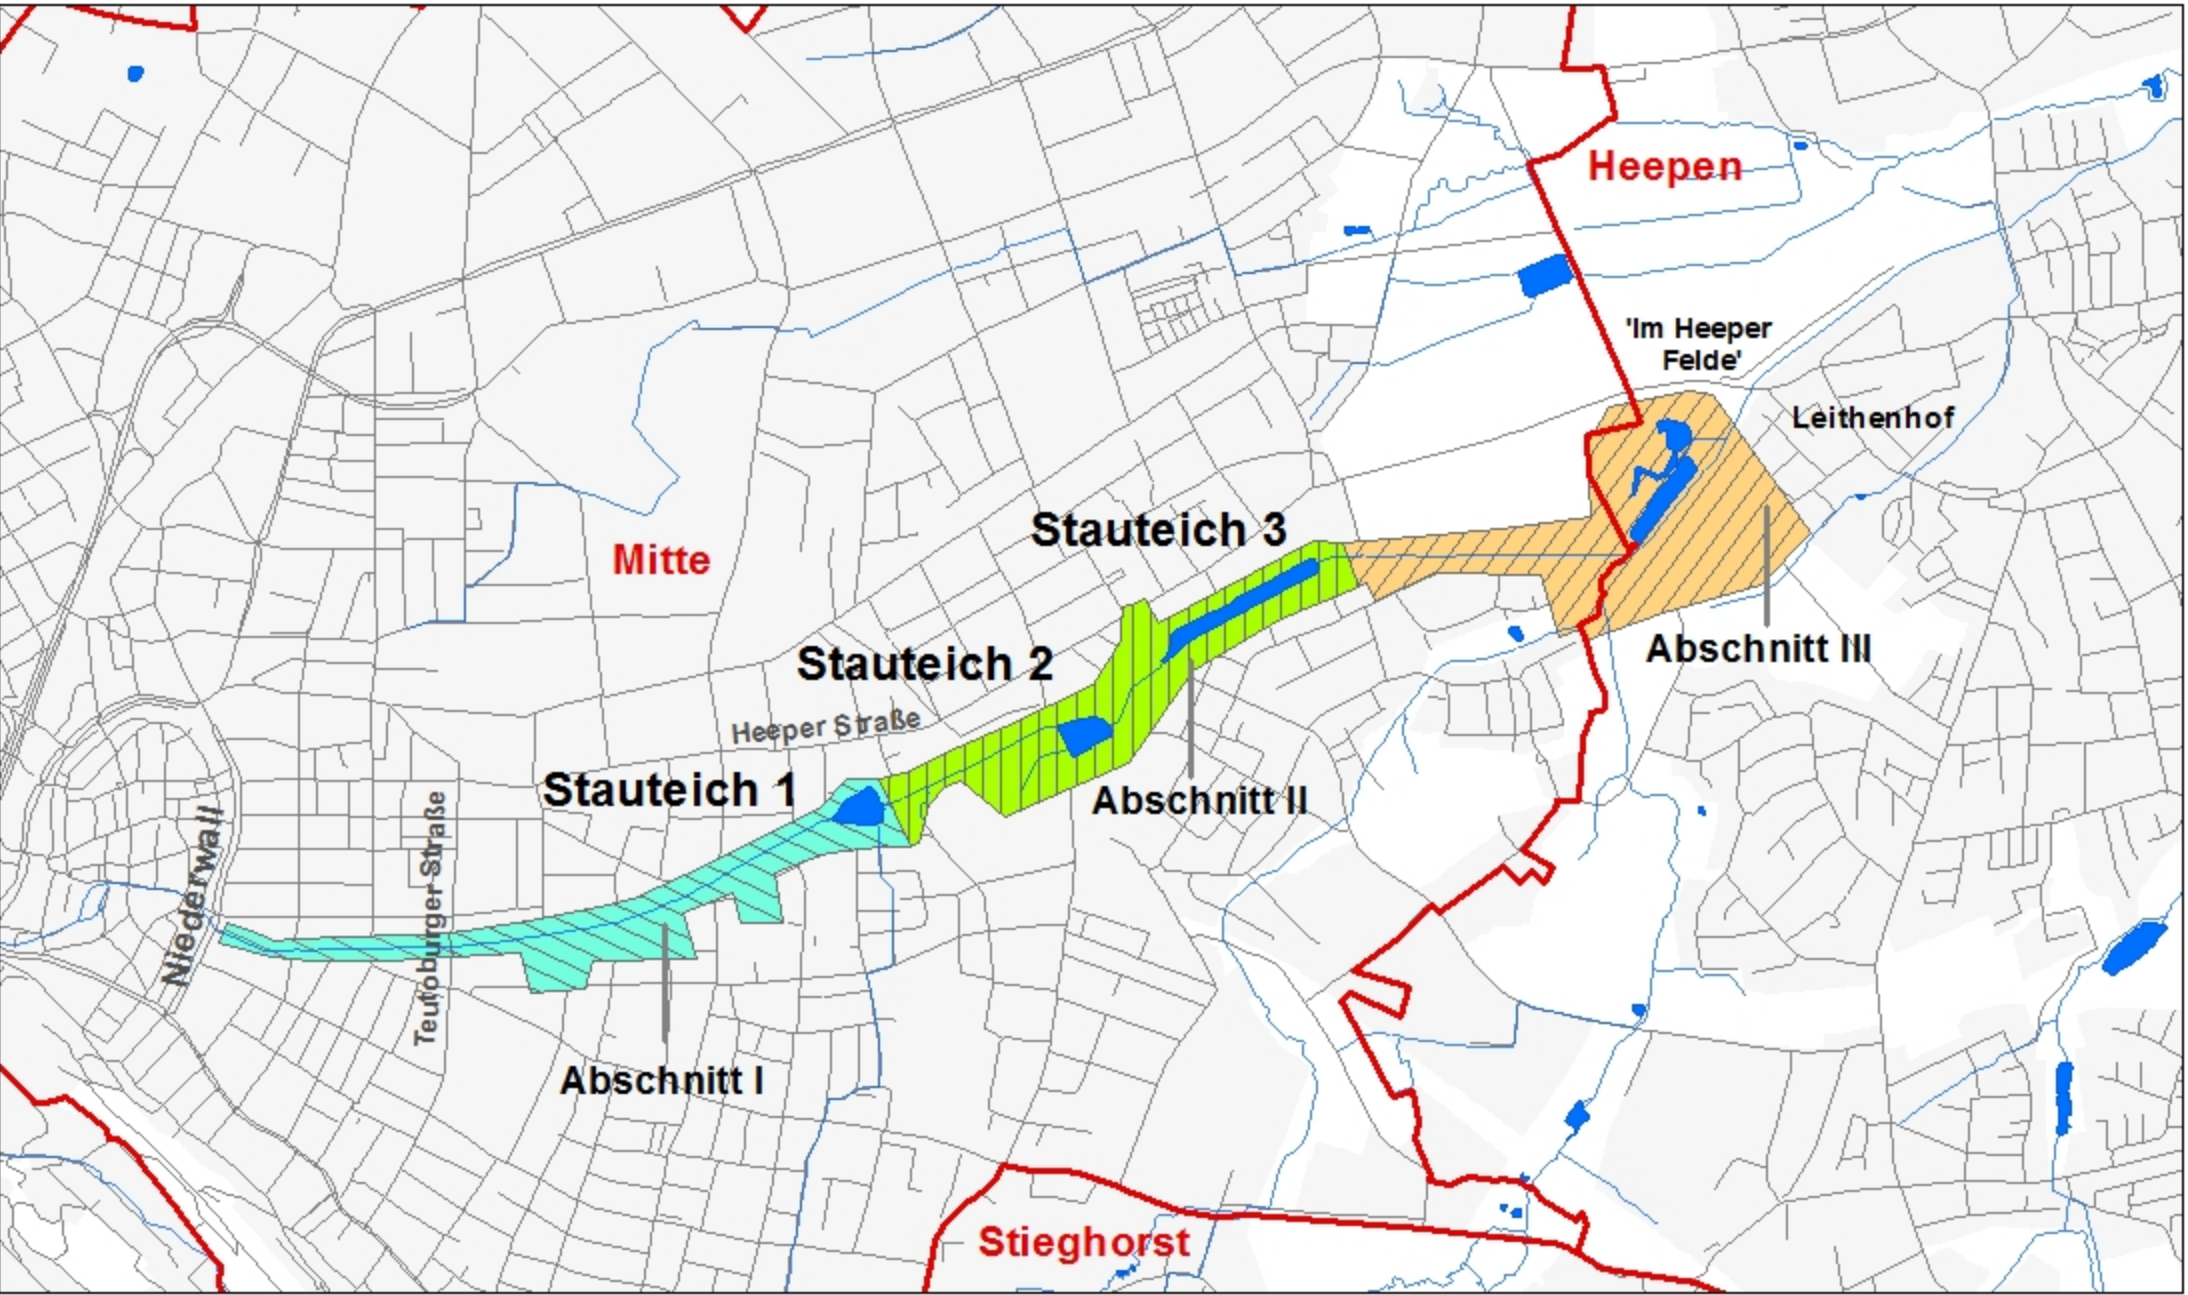 Heepen
'Im Heeper
Felde'
Leithenhof
Stauteich 3
Mitte
Stauteich 2
Abschnitt III
Heeper Straße
Stauteich 1
Abschnitt II
Niederwall
Teutoburger Straße
Abschnitt I
Stieghorst